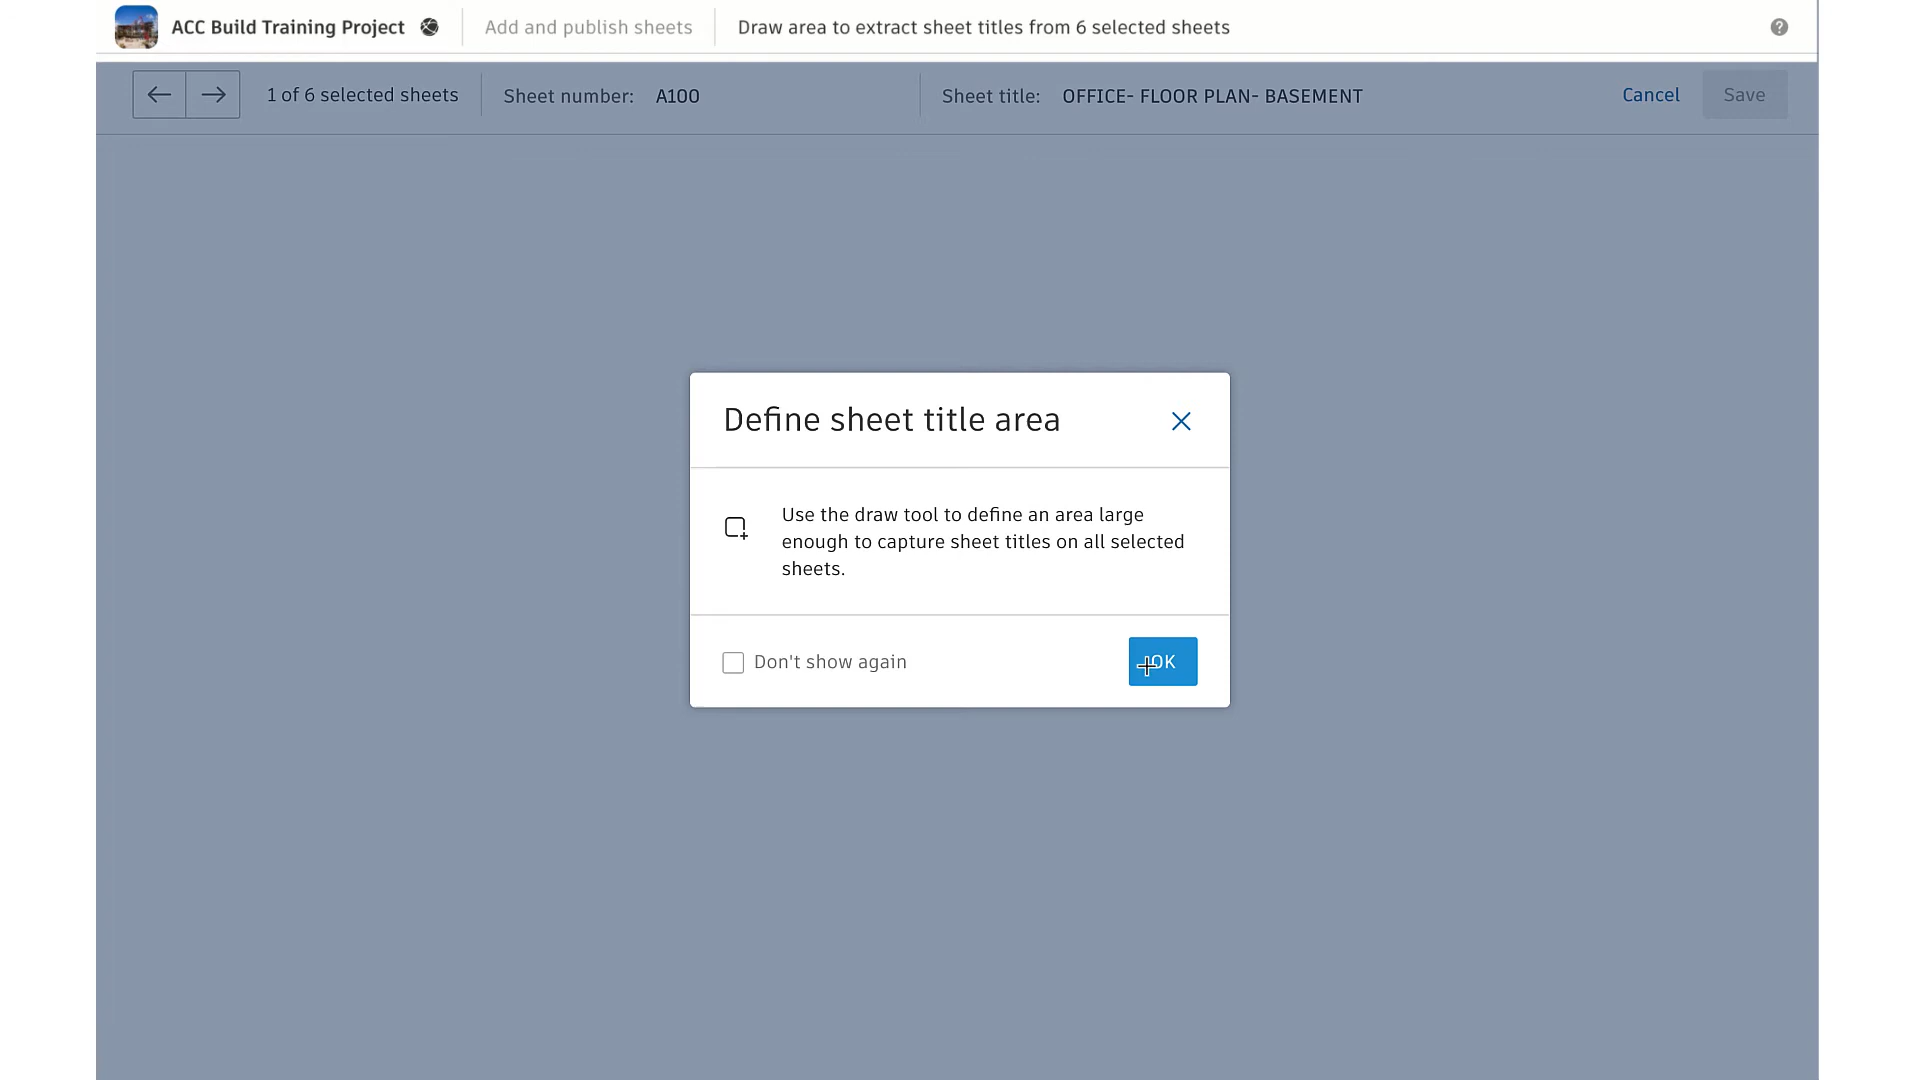 ACC Build Training Project
Add and publish sheets
Draw area to extract sheet titles from 6 selected sheets
1 of 6 selected sheets
Sheet number: A100
Sheet title: OFFICE- FLOOR PLAN- BASEMENT
Cancel
Save
Define sheet title area
Use the draw tool to define an area large
enough to capture sheet titles on all selected
sheets.
Don't show again
OK